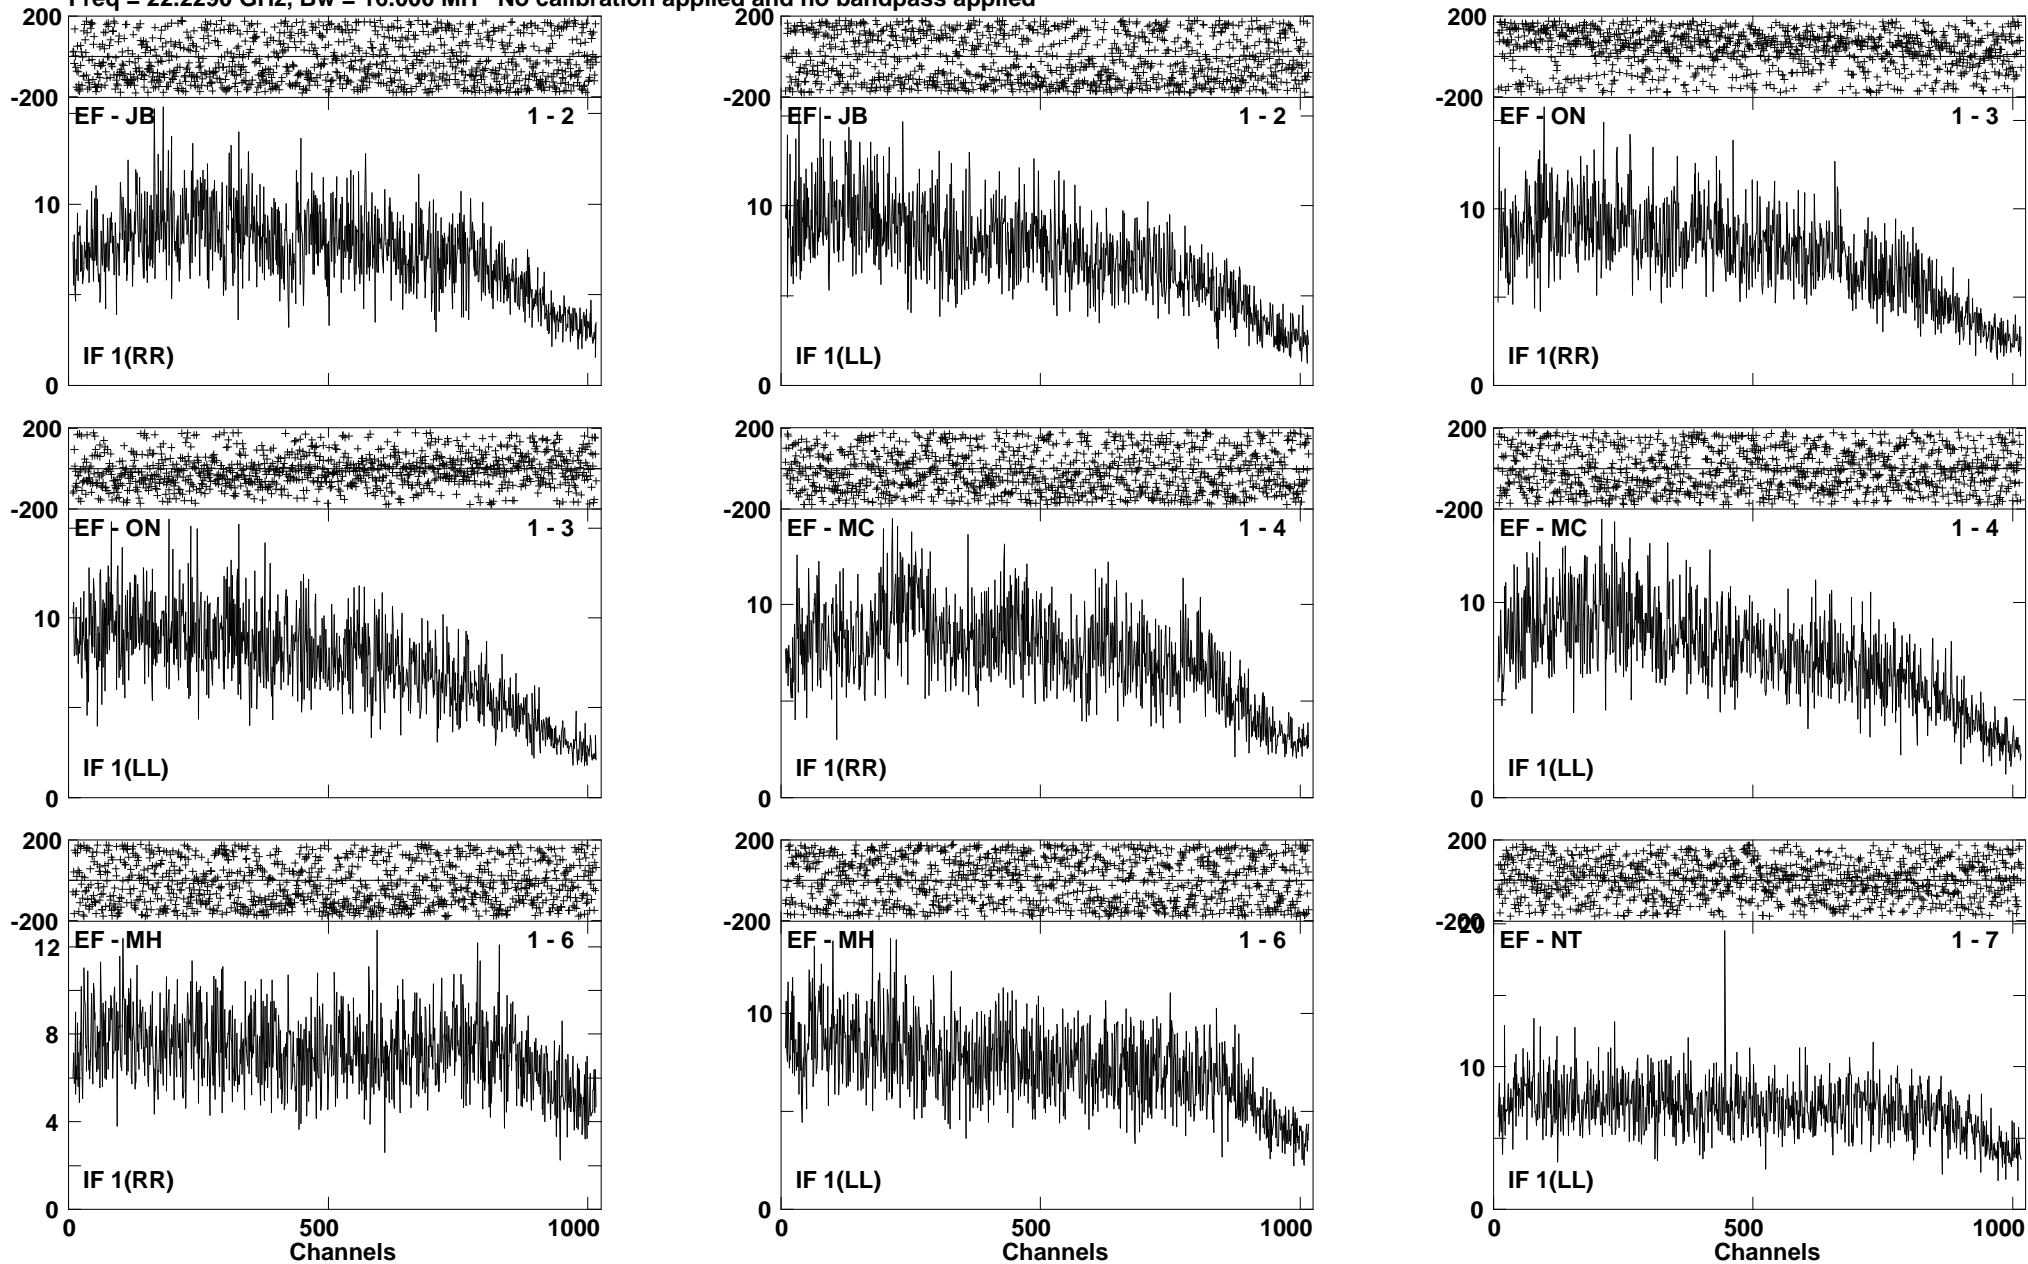 Freq = 22.2290 GHz, Bw = 16.000 MH No calibration applied and no bandpass applied
200
-200
EF - JB 1 - 2
10
IF 1(RR)
0
200
-200
EF - JB 1 - 2
10
IF 1(LL)
0
200
-200
EF - ON 1 - 3
10
IF 1(RR)
0
200
-200
EF - ON 1 - 3
10
IF 1(LL)
0
200
-200
EF - MC 1 - 4
10
IF 1(RR)
0
200
-200
EF - MC 1 - 4
10
IF 1(LL)
0
200
-200
EF - MH 1 - 6
12
8
4
IF 1(RR)
0
0 500 1000
Channels
200
-200
EF - MH 1 - 6
10
IF 1(LL)
0
0 500 1000
Channels
200
-200
20
EF - NT 1 - 7
10
IF 1(LL)
0
0 500 1000
Channels